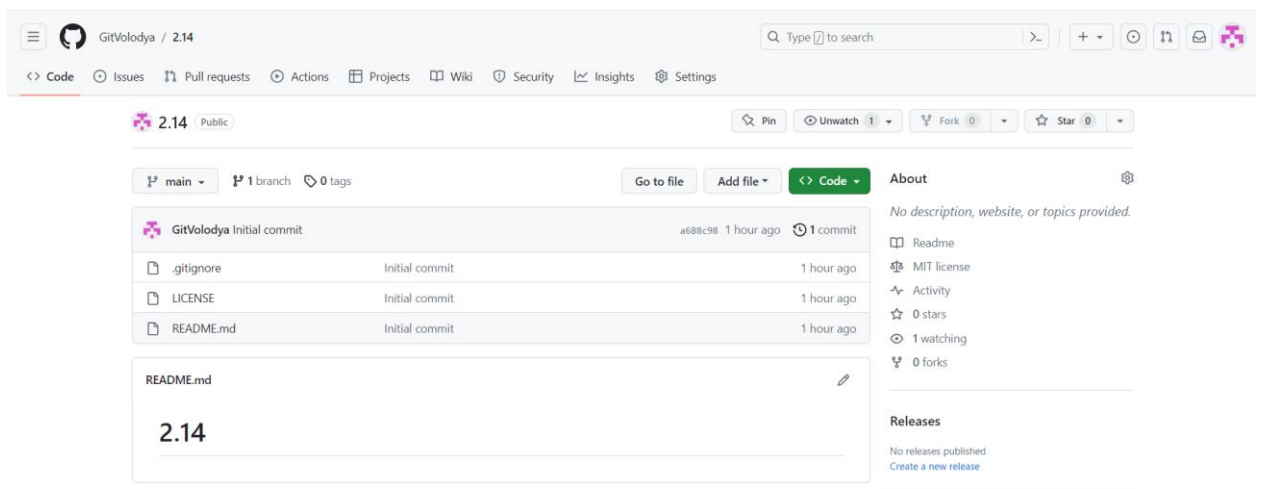 GitVolodya / 2.14
Type / to search
Code Issues Pull requests Actions Projects Wiki Security Insights Settings
2.14 Public
Pin Unwatch 1 Fork 0 Star 0
main 1 branch 0 tags Go to file Add file Code
About
No description, website, or topics provided.
GitVolodya Initial commit a688c98 1 hour ago 1 commit
.gitignore Initial commit 1 hour ago
LICENSE Initial commit 1 hour ago
README.md Initial commit 1 hour ago
Readme
MIT license
Activity
0 stars
1 watching
0 forks
README.md
2.14
Releases
No releases published
Create a new release